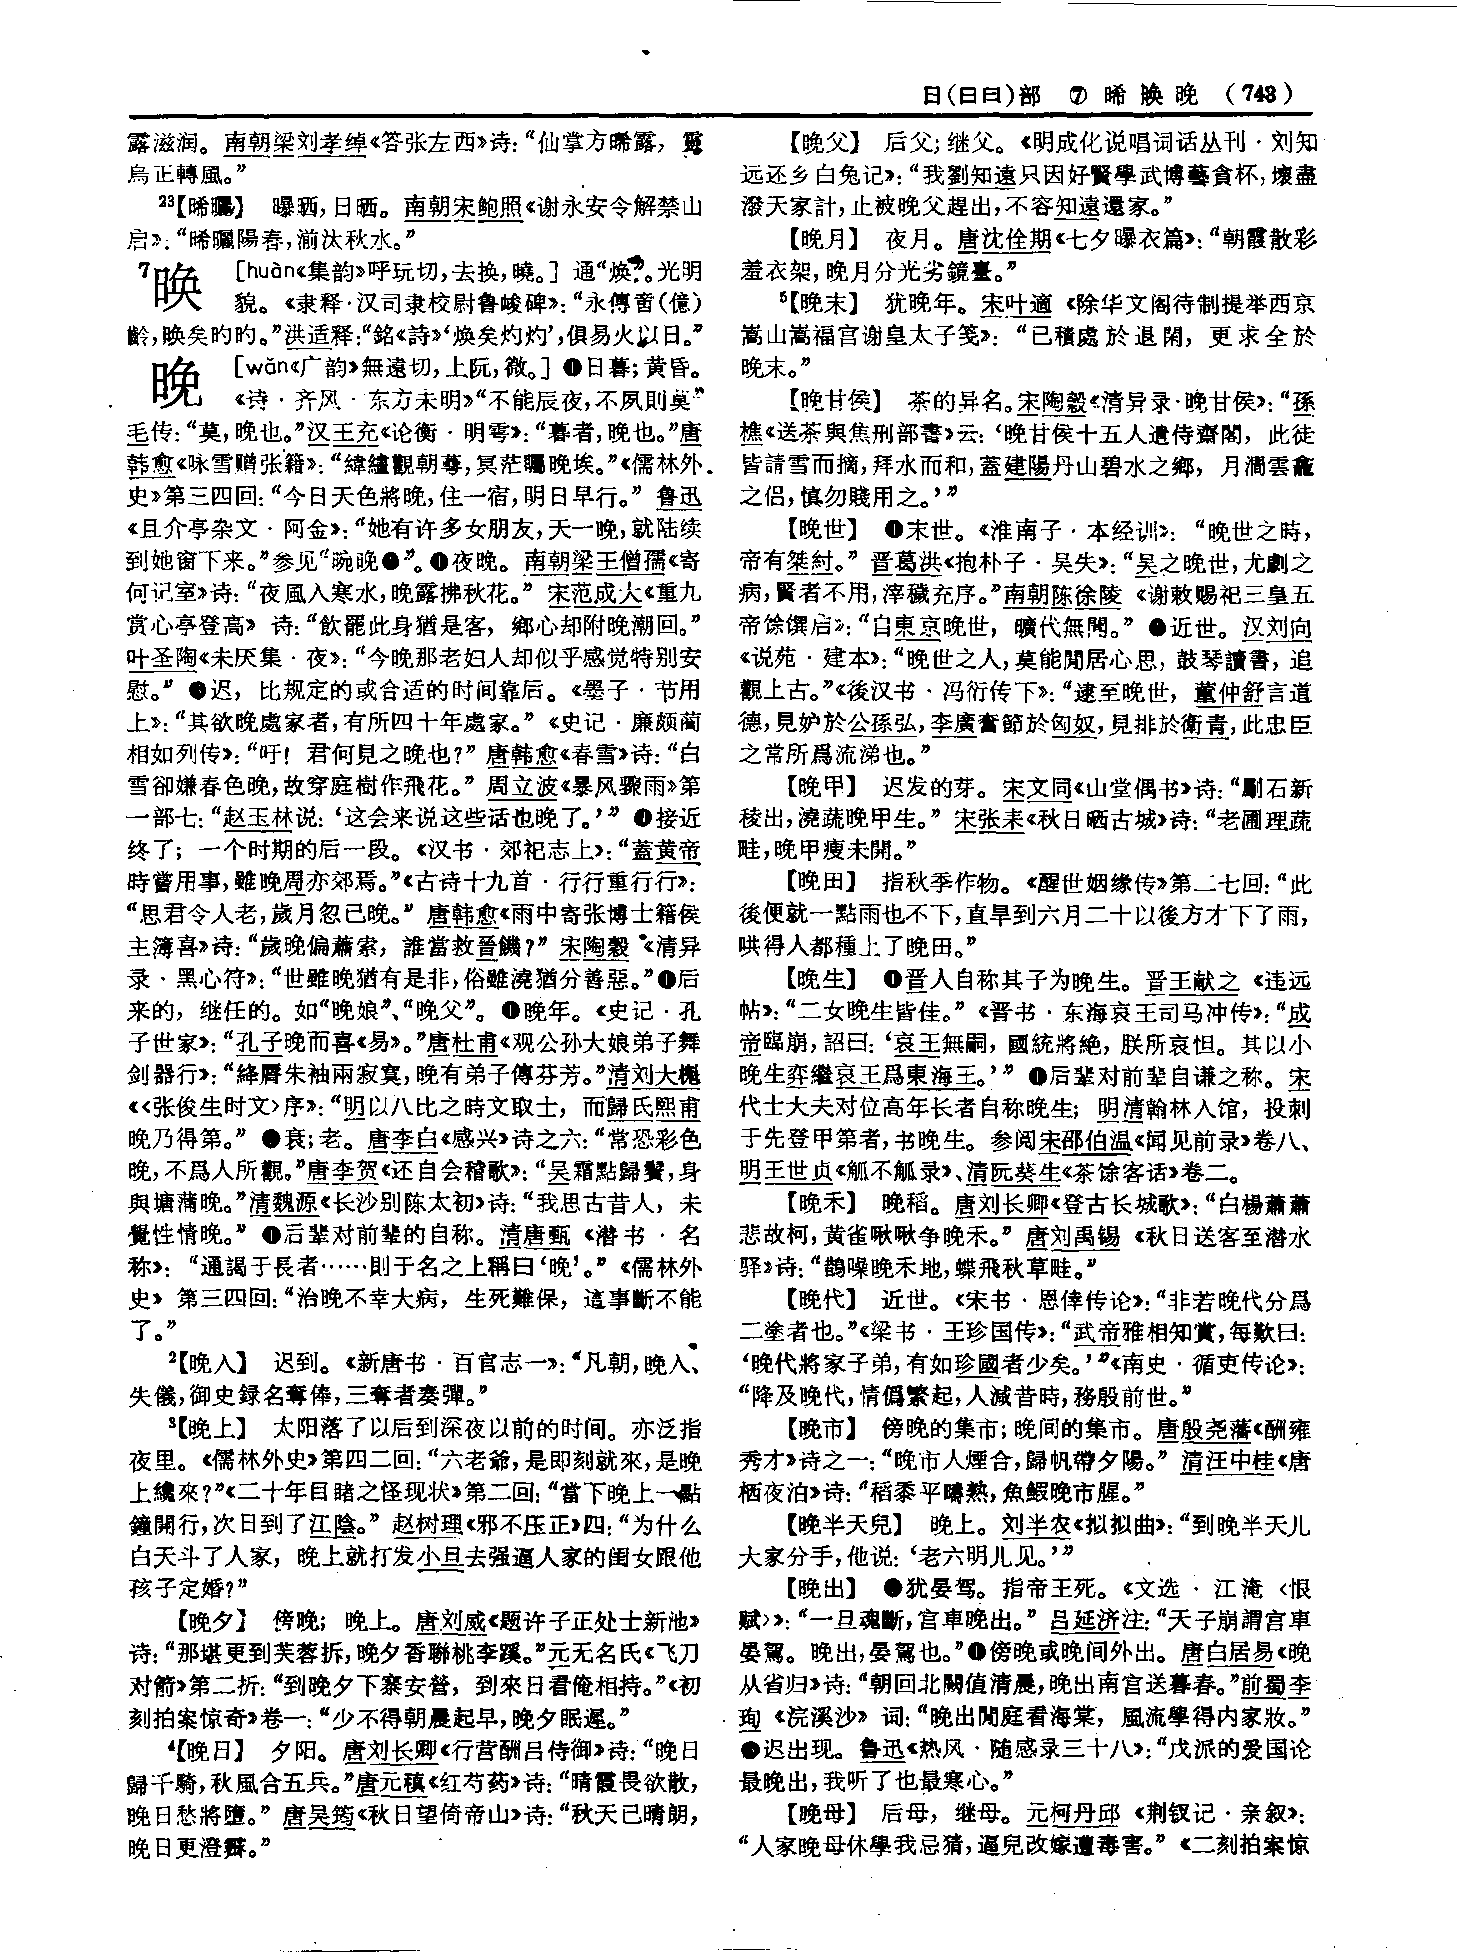 日(日曰)部 ⑦ 晞晥晚 (743)
露滋润。南朝梁刘孝绰《答张左西》诗:“仙掌方晞露,靈
烏正轉風。”
23【晞曬】 曝晒,日晒。南朝宋鲍照《谢永安令解禁山
启》:“晞曬陽春,湔汰秋水。”
7晥 [huàn《集韵》呼玩切,去换,曉。] 通“焕”。光明
貌。《隶释·汉司隶校尉鲁峻碑》:“永傳啬(億)
齡,晥矣旳旳。”洪适释:“銘《詩》‘焕矣灼灼’,俱易火以日。”
晚 [wǎn《广韵》無遠切,上阮,微。] ❶日暮;黄昏。
《诗·齐风·东方未明》“不能辰夜,不夙則莫”
毛传:“莫,晚也。”汉王充《论衡·明雩》:“暮者,晚也。”唐
韩愈《咏雪赠张籍》:“緯繣觀朝萼,冥茫矚晚埃。”《儒林外
史》第三四回:“今日天色將晚,住一宿,明日早行。” 鲁迅
《且介亭杂文·阿金》:“她有许多女朋友,天一晚,就陆续
到她窗下来。”参见“晼晚●”。●夜晚。南朝梁王僧孺《寄
何记室》诗:“夜風入寒水,晚露拂秋花。” 宋范成大《重九
赏心亭登高》诗:“飲罷此身猶是客,鄉心却附晚潮回。”
叶圣陶《未厌集·夜》:“今晚那老妇人却似乎感觉特别安
慰。” ●迟,比规定的或合适的时间靠后。《墨子·节用
上》:“其欲晚處家者,有所四十年處家。”《史记·廉颇蔺
相如列传》:“吁! 君何見之晚也?” 唐韩愈《春雪》诗:“白
雪卻嫌春色晚,故穿庭樹作飛花。” 周立波《暴风骤雨》第
一部七:“赵玉林说:‘这会来说这些话也晚了。’” ●接近
终了;一个时期的后一段。《汉书·郊祀志上》:“蓋黄帝
時嘗用事,雖晚周亦郊焉。”《古诗十九首·行行重行行》:
“思君令人老,歲月忽已晚。” 唐韩愈《雨中寄张博士籍侯
主簿喜》诗:“歲晚偏蕭索,誰當救晉饑?” 宋陶穀《清异
录·黑心符》:“世雖晚猶有是非,俗雖澆猶分善惡。”●后
来的,继任的。如“晚娘”、“晚父”。●晚年。《史记·孔
子世家》:“孔子晚而喜《易》。”唐杜甫《观公孙大娘弟子舞
剑器行》:“絳脣朱袖兩寂寞,晚有弟子傳芬芳。”清刘大櫆
《〈张俊生时文〉序》:“明以八比之時文取士,而歸氏熙甫
晚乃得第。” ●衰;老。唐李白《感兴》诗之六:“常恐彩色
晚,不爲人所觀。”唐李贺《还自会稽歌》:“吴霜點歸鬢,身
與塘蒲晚。”清魏源《长沙别陈太初》诗:“我思古昔人,未
覺性情晚。” ●后辈对前辈的自称。清唐甄《潜书·名
称》:“通謁于長者……則于名之上稱曰‘晚’。”《儒林外
史》第三四回:“治晚不幸大病,生死難保,這事斷不能
了。”
2【晚入】 迟到。《新唐书·百官志一》:“凡朝,晚入、
失儀,御史録名奪俸,三奪者奏彈。”
3【晚上】 太阳落了以后到深夜以前的时间。亦泛指
夜里。《儒林外史》第四二回:“六老爺,是即刻就來,是晚
上纔來?”《二十年目睹之怪现状》第二回:“當下晚上一點
鐘開行,次日到了江陰。” 赵树理《邪不压正》四:“为什么
白天斗了人家,晚上就打发小旦去强逼人家的闺女跟他
孩子定婚?”
【晚夕】 傍晚;晚上。唐刘威《题许子正处士新池》
诗:“那堪更到芙蓉拆,晚夕香聯桃李蹊。”元无名氏《飞刀
对箭》第二折:“到晚夕下寨安營,到來日看俺相持。”《初
刻拍案惊奇》卷一:“少不得朝晨起早,晚夕眠遲。”
4【晚日】 夕阳。唐刘长卿《行营酬吕侍御》诗:“晚日
歸千騎,秋風合五兵。”唐元稹《红芍药》诗:“晴霞畏欲散,
晚日愁將墮。” 唐吴筠《秋日望倚帝山》诗:“秋天已晴朗,
晚日更澄霽。”
【晚父】 后父;继父。《明成化说唱词话丛刊·刘知
远还乡白兔记》:“我劉知遠只因好賢學武博藝貪杯,壞盡
潑天家計,止被晚父趕出,不容知遠還家。”
【晚月】 夜月。唐沈佺期《七夕曝衣篇》:“朝霞散彩
羞衣架,晚月分光劣鏡臺。”
5【晚末】 犹晚年。宋叶適《除华文阁待制提举西京
嵩山嵩福宫谢皇太子笺》:“已積處於退閑,更求全於
晚末。”
【晚甘侯】 茶的异名。宋陶穀《清异录·晚甘侯》:“孫
樵《送茶與焦刑部書》云:‘晚甘侯十五人遣侍齋閣,此徒
皆請雪而摘,拜水而和,蓋建陽丹山碧水之鄉,月澗雲龕
之侣,慎勿賤用之。’”
【晚世】 ❶末世。《淮南子·本经训》:“晚世之時,
帝有桀紂。” 晋葛洪《抱朴子·吴失》:“吴之晚世,尤劇之
病,賢者不用,滓穢充序。”南朝陈徐陵《谢敕赐祀三皇五
帝馀馔启》:“自東京晚世,曠代無聞。” ●近世。汉刘向
《说苑·建本》:“晚世之人,莫能閒居心思,鼓琴讀書,追
觀上古。”《後汉书·冯衍传下》:“逮至晚世,董仲舒言道
德,見妒於公孫弘,李廣奮節於匈奴,見排於衛青,此忠臣
之常所爲流涕也。”
【晚甲】 迟发的芽。宋文同《山堂偶书》诗:“斸石新
稜出,澆蔬晚甲生。” 宋张耒《秋日晒古城》诗:“老圃理蔬
畦,晚甲瘦未開。”
【晚田】 指秋季作物。《醒世姻缘传》第二七回:“此
後便就一點雨也不下,直旱到六月二十以後方才下了雨,
哄得人都種上了晚田。”
【晚生】 ❶晋人自称其子为晚生。晋王献之《违远
帖》:“二女晚生皆佳。”《晋书·东海哀王司马冲传》:“成
帝臨崩,詔曰:‘哀王無嗣,國統將絶,朕所哀怛。其以小
晚生弈繼哀王爲東海王。’” ●后辈对前辈自谦之称。宋
代士大夫对位高年长者自称晚生;明清翰林入馆,投刺
于先登甲第者,书晚生。参阅宋邵伯温《闻见前录》卷八、
明王世贞《觚不觚录》、清阮葵生《茶馀客话》卷二。
【晚禾】 晚稻。唐刘长卿《登古长城歌》:“白楊蕭蕭
悲故柯,黄雀啾啾争晚禾。” 唐刘禹锡《秋日送客至潜水
驿》诗:“鵲噪晚禾地,蝶飛秋草畦。”
【晚代】 近世。《宋书·恩倖传论》:“非若晚代分爲
二塗者也。”《梁书·王珍国传》:“武帝雅相知賞,每歎曰:
‘晚代將家子弟,有如珍國者少矣。’”《南史·循吏传论》:
“降及晚代,情僞繁起,人減昔時,務殷前世。”
【晚市】 傍晚的集市;晚间的集市。唐殷尧藩《酬雍
秀才》诗之一:“晚市人煙合,歸帆帶夕陽。” 清汪中桂《唐
栖夜泊》诗:“稻黍平疇熟,魚鰕晚市腥。”
【晚半天兒】 晚上。刘半农《拟拟曲》:“到晚半天儿
大家分手,他说:‘老六明儿见。’”
【晚出】 ●犹晏驾。指帝王死。《文选·江淹〈恨
赋〉》:“一旦魂斷,宫車晚出。” 吕延济注:“天子崩謂宫車
晏駕。晚出,晏駕也。”●傍晚或晚间外出。唐白居易《晚
从省归》诗:“朝回北闕值清晨,晚出南宫送暮春。”前蜀李
珣《浣溪沙》词:“晚出閒庭看海棠,風流學得内家妝。”
●迟出现。鲁迅《热风·随感录三十八》:“戊派的爱国论
最晚出,我听了也最寒心。”
【晚母】 后母,继母。元柯丹邱《荆钗记·亲叙》:
“人家晚母休學我忌猜,逼兒改嫁遭毒害。”《二刻拍案惊